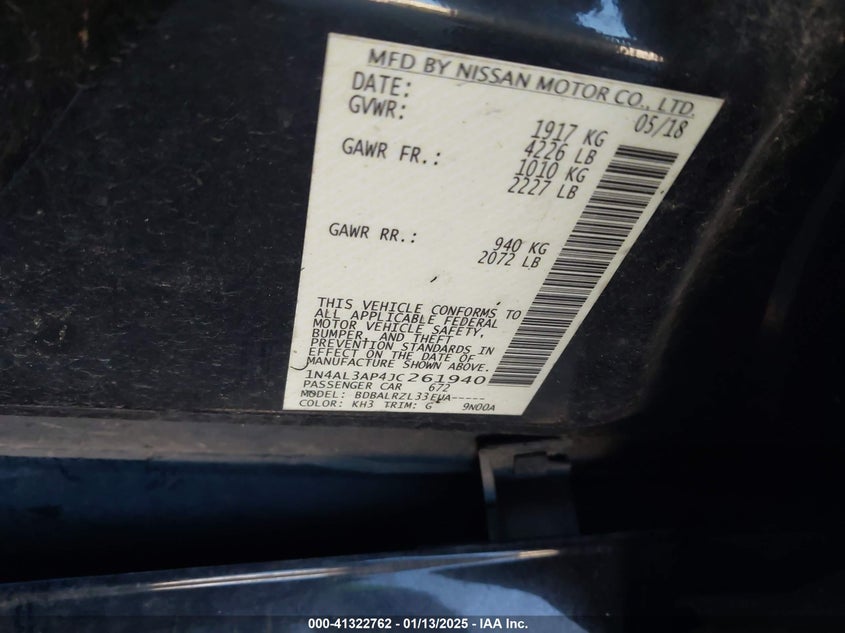 MFD BY NISSAN MOTOR CO., LTD.
DATE: 05/18
GVWR: 1917 KG
4226 LB
GAWR FR.: 1010 KG
2227 LB
GAWR RR.: 940 KG
2072 LB
THIS VEHICLE CONFORMS TO
ALL APPLICABLE FEDERAL
MOTOR VEHICLE SAFETY,
BUMPER, AND THEFT
PREVENTION STANDARDS IN
EFFECT ON THE DATE OF
MANUFACTURE SHOWN ABOVE.
1N4AL3AP4JC261940
PASSENGER CAR 672
MODEL: BDBALRZL33EUA-----
COLOR: KH3 TRIM: G 9N00A
000-41322762 | 01/13/2025 - IAA Inc.